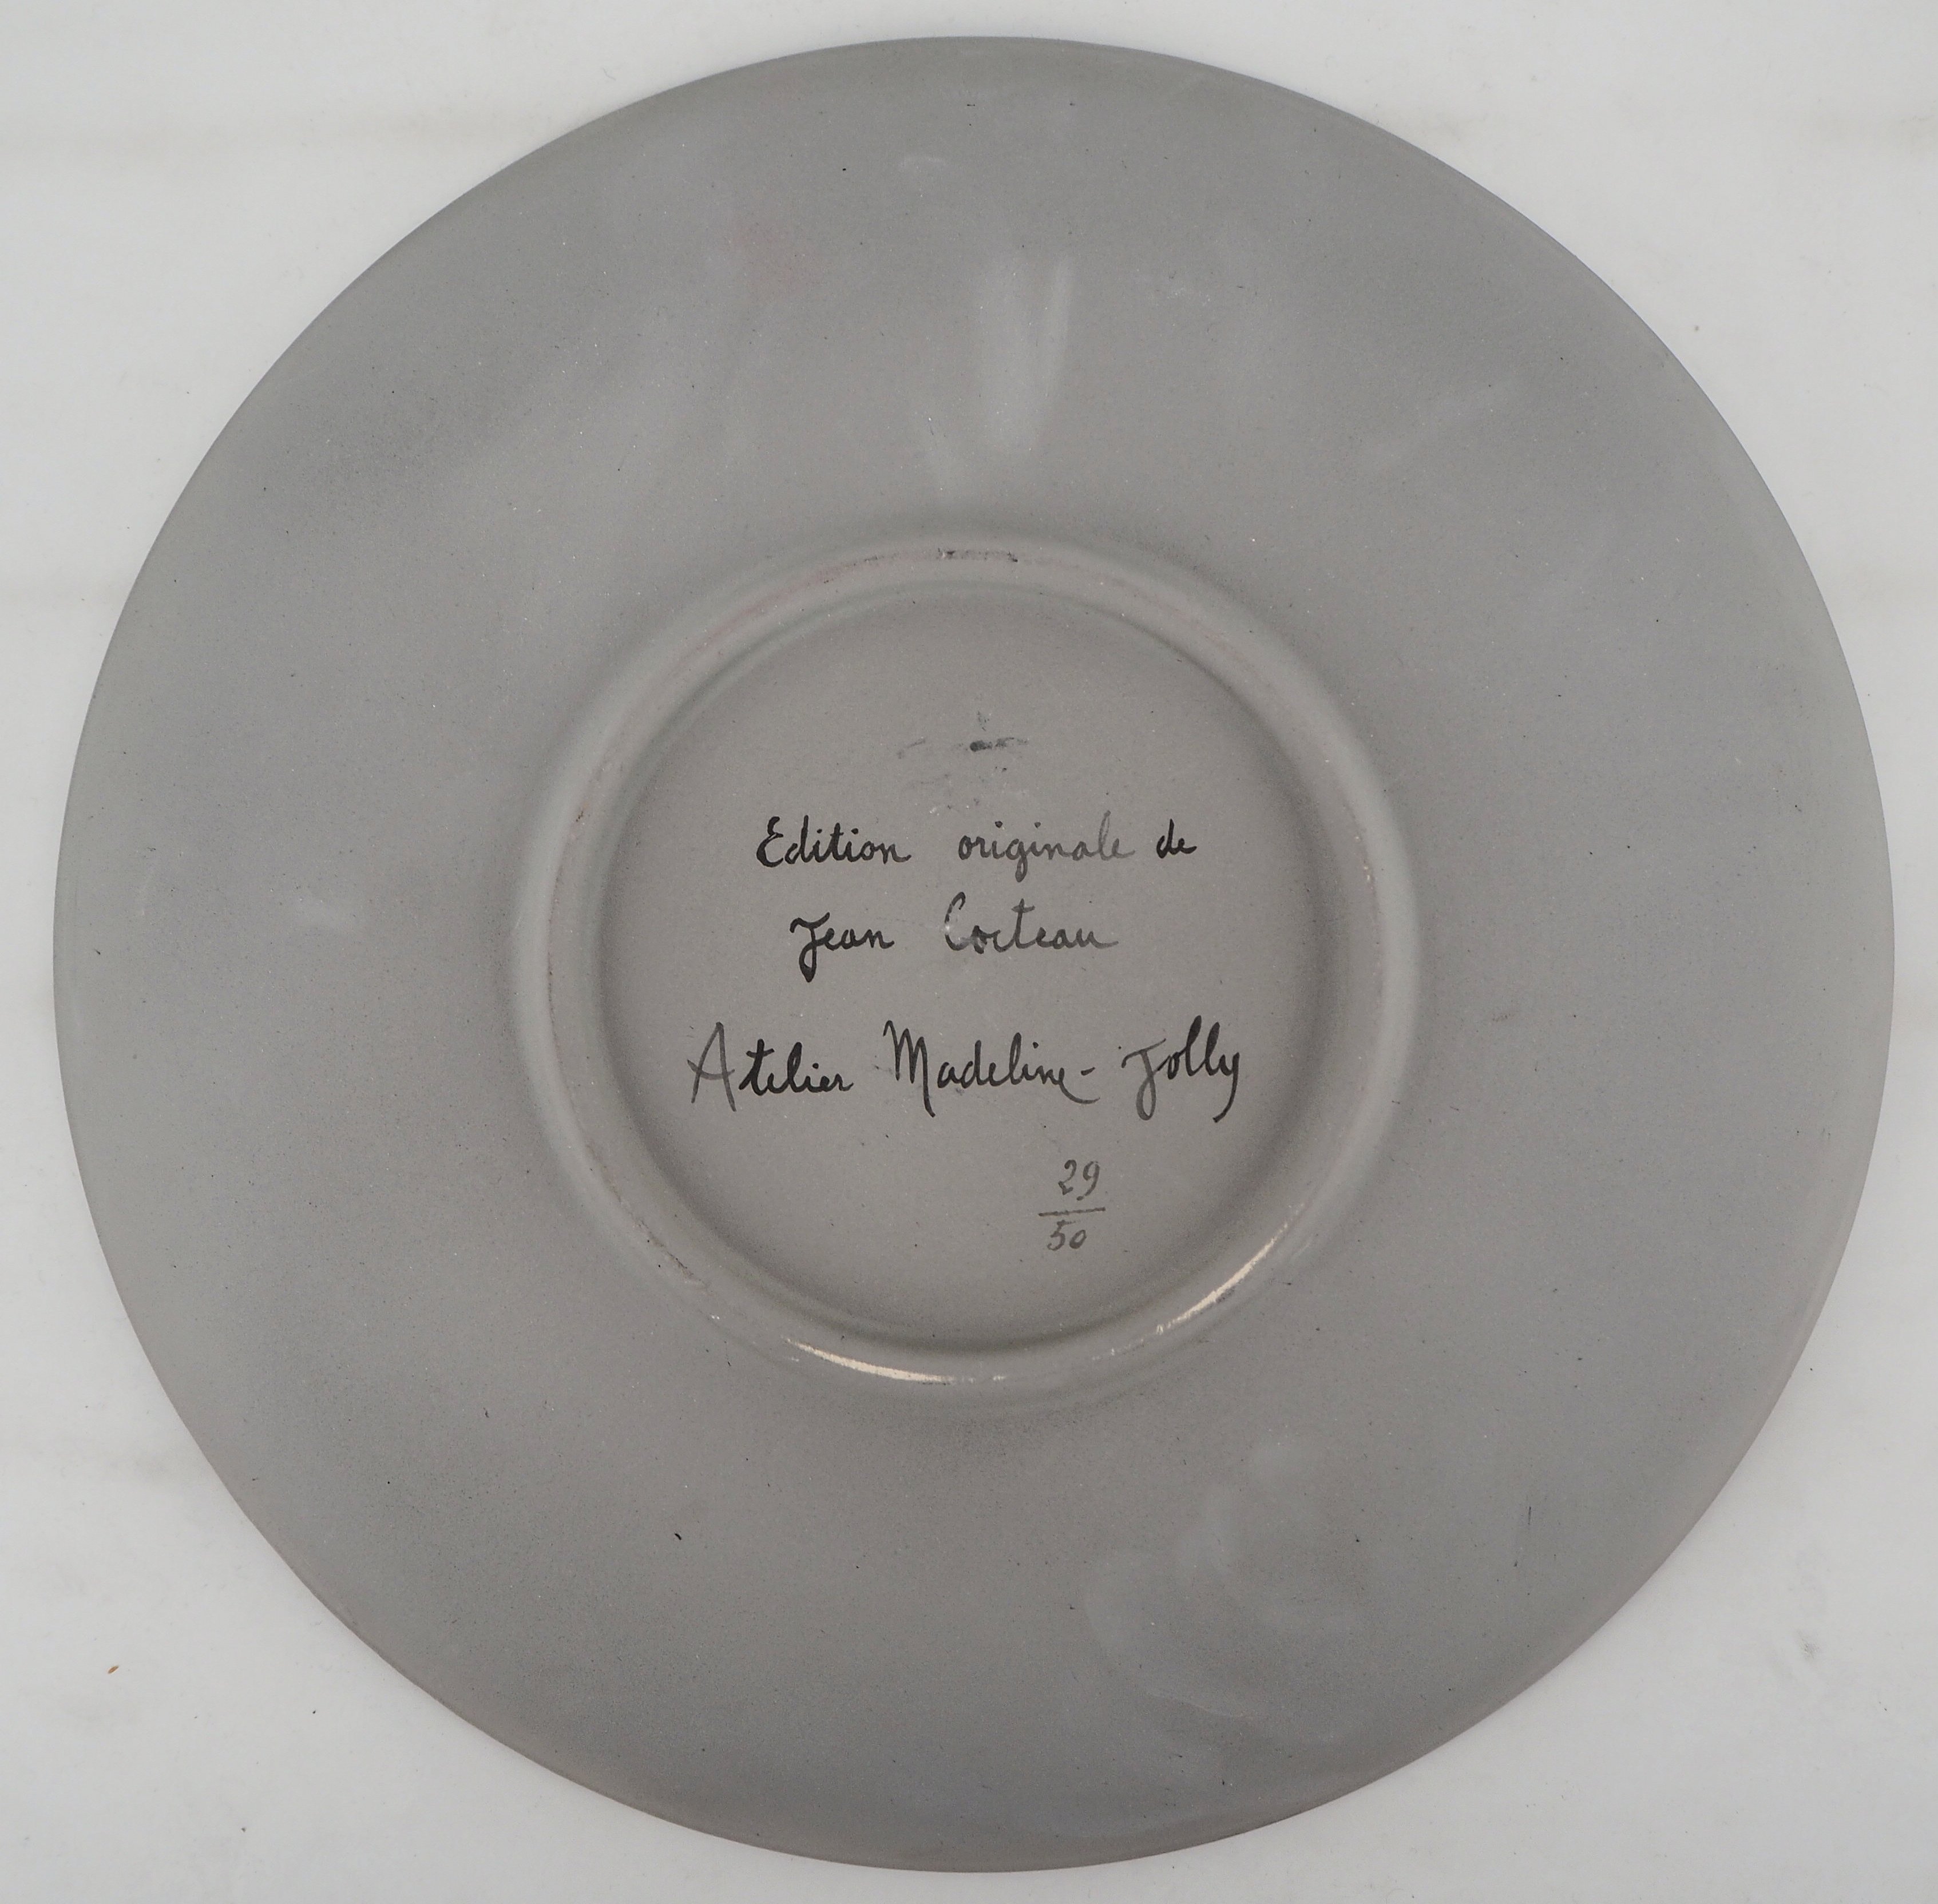 Edition originale de
Jean Cocteau
Atelier Madeline-Jolly
29
50